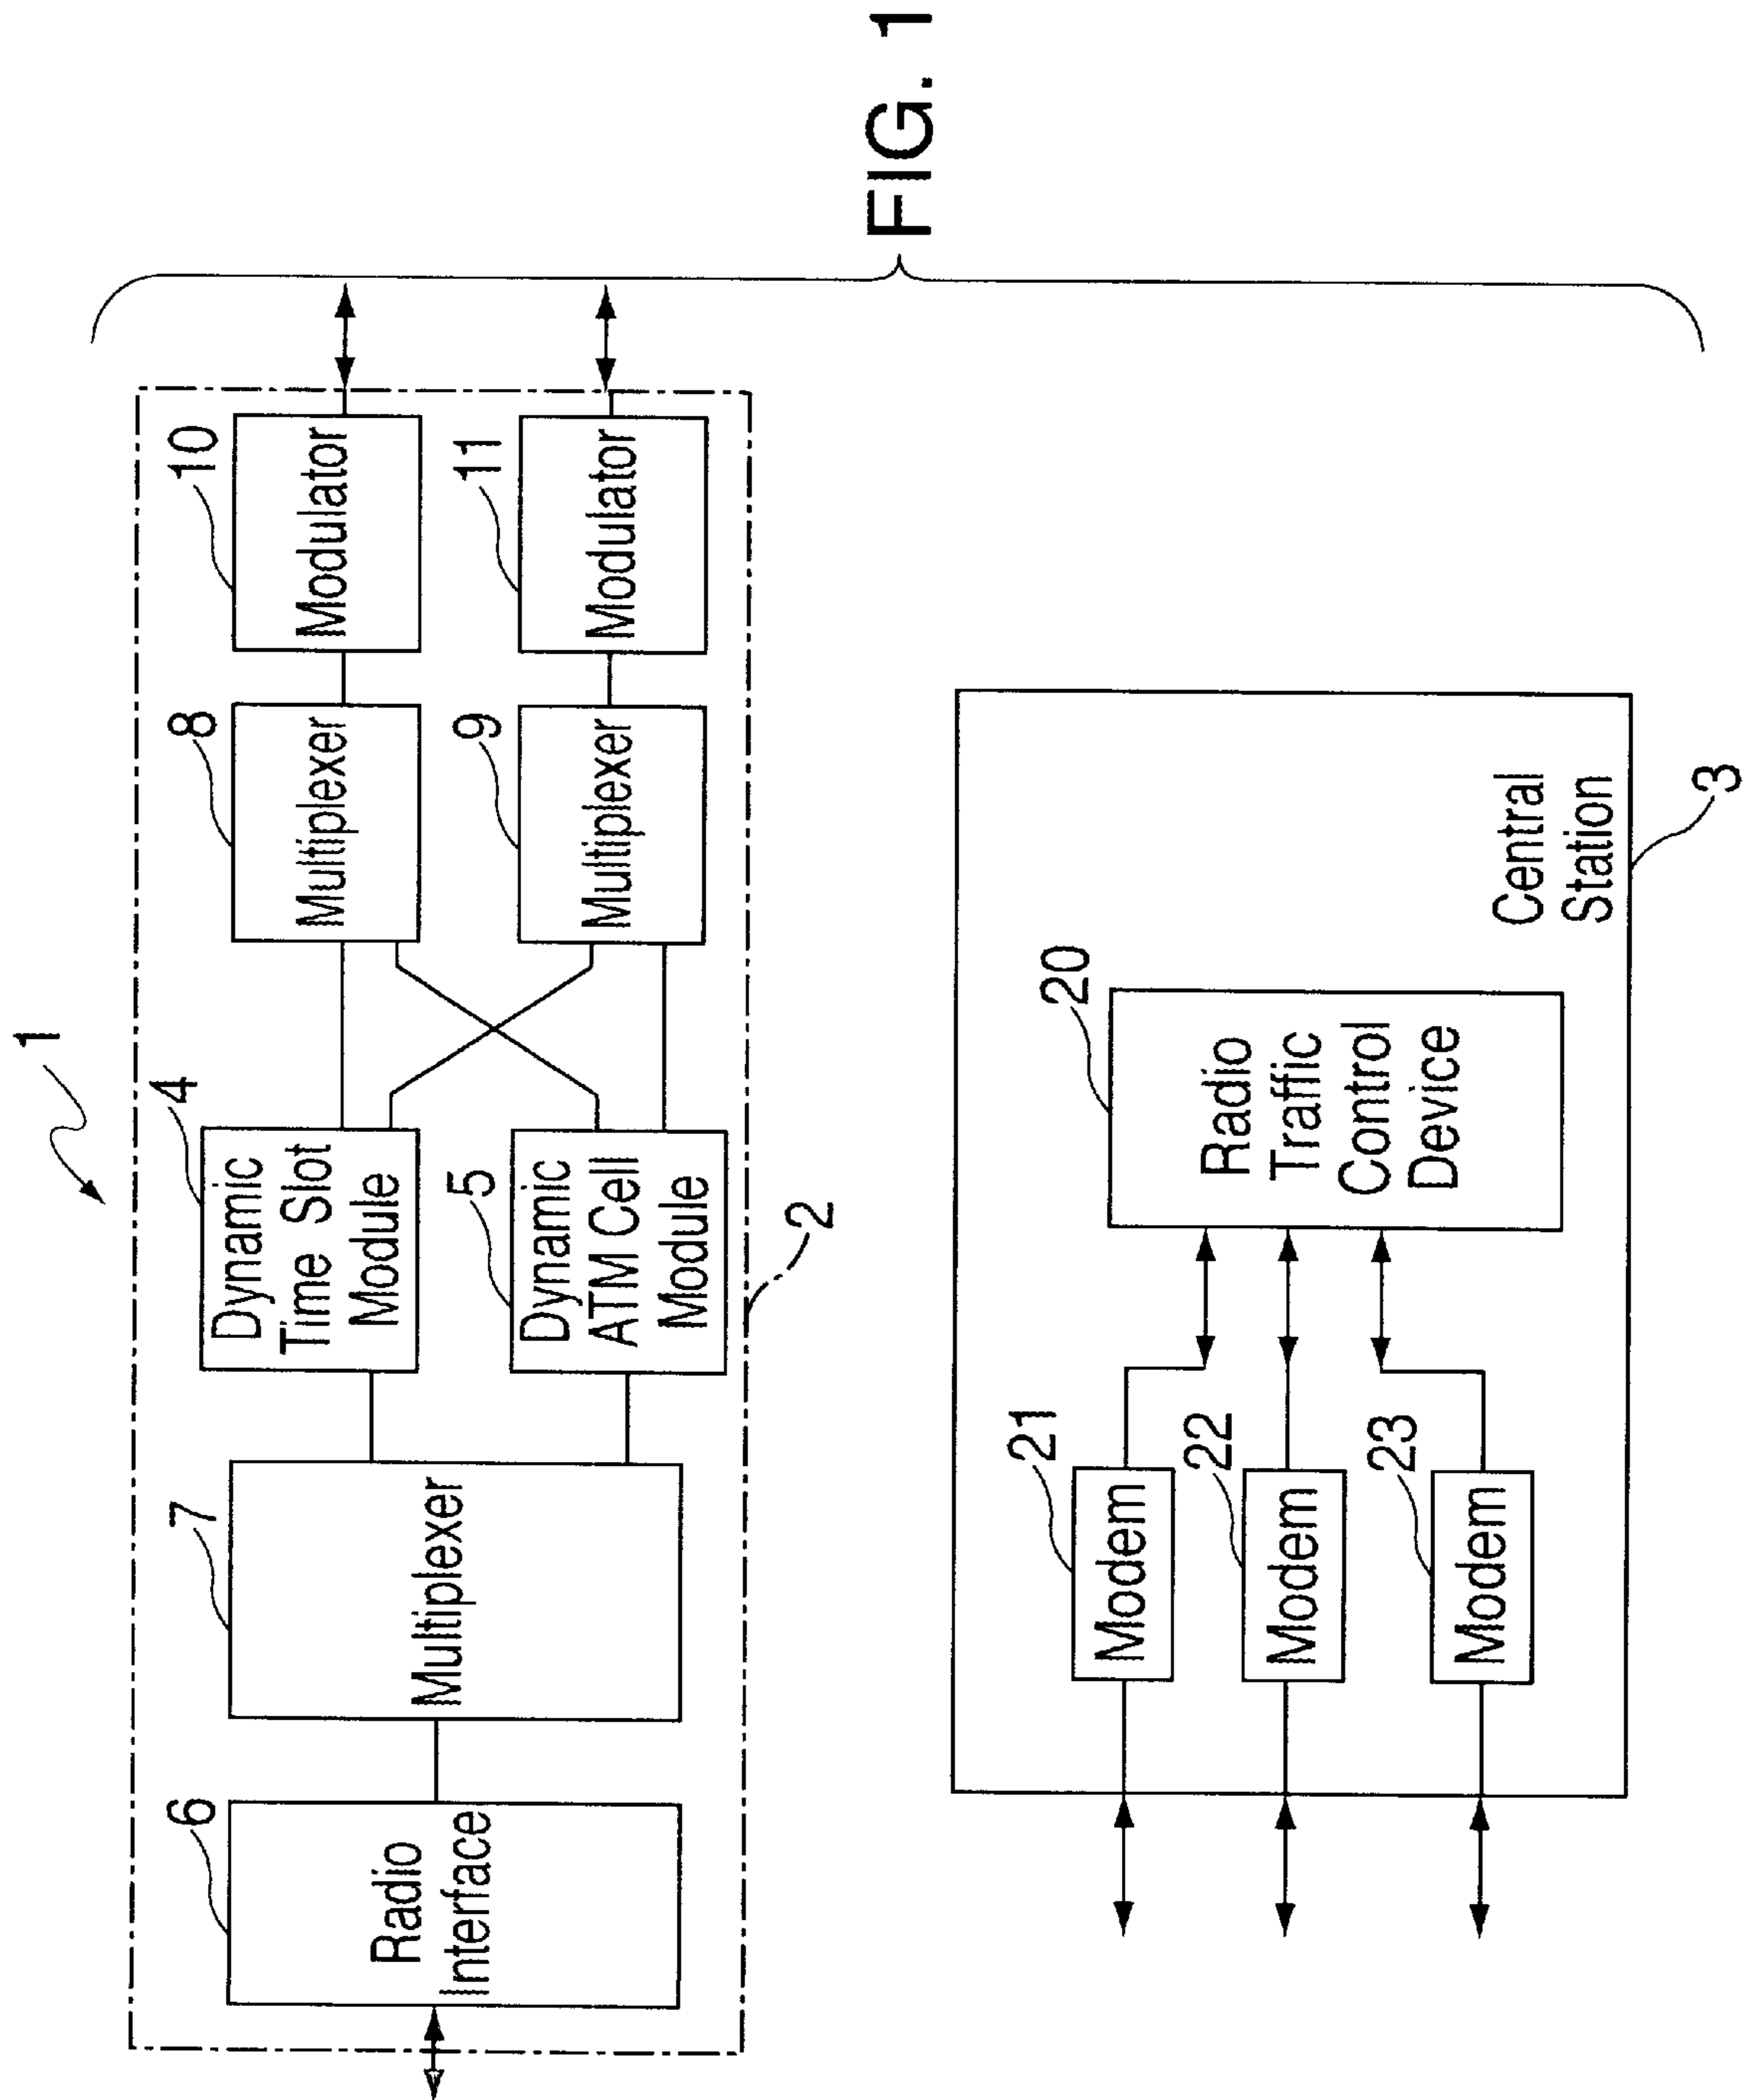 1
6
Radio
Interface
7
Multiplexer
4
Dynamic
Time Slot
Module
5
Dynamic
ATM Cell
Module
2
8
Multiplexer
9
Multiplexer
10
Modulator
11
Modulator
21
Modem
22
Modem
23
Modem
20
Radio
Traffic
Control
Device
Central
Station
3
FIG. 1